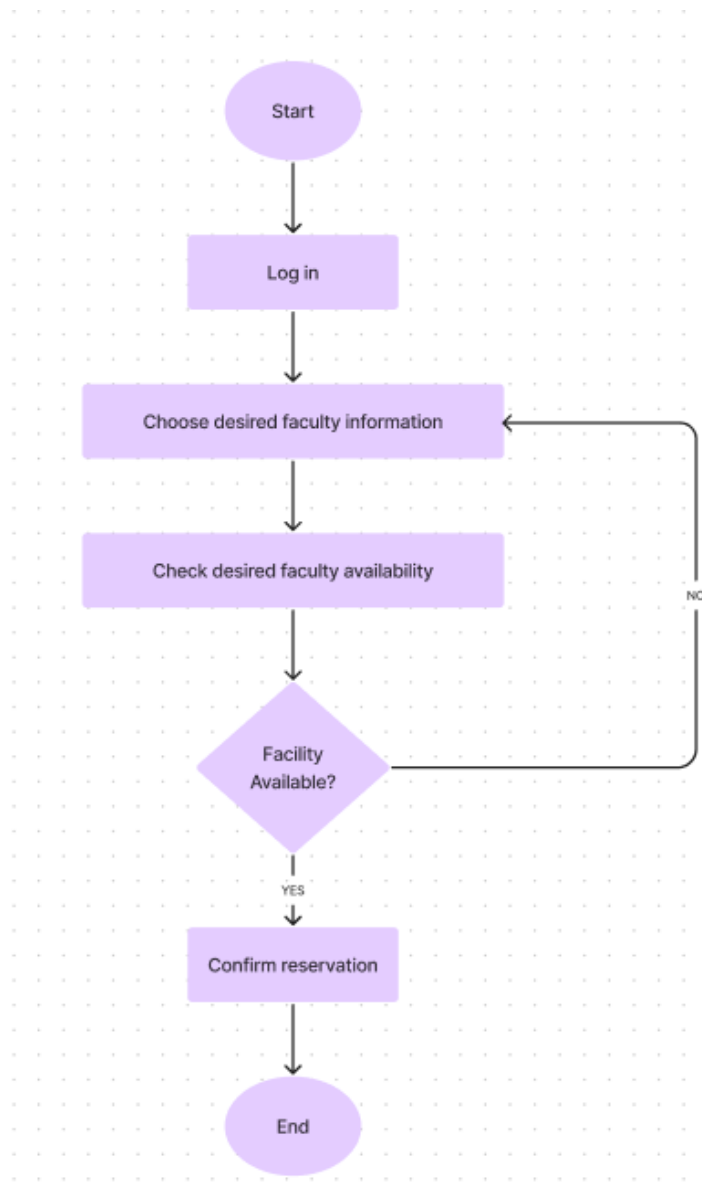 Start
Log in
Choose desired faculty information
Check desired faculty availability
NO
Facility
Available?
YES
Confirm reservation
End